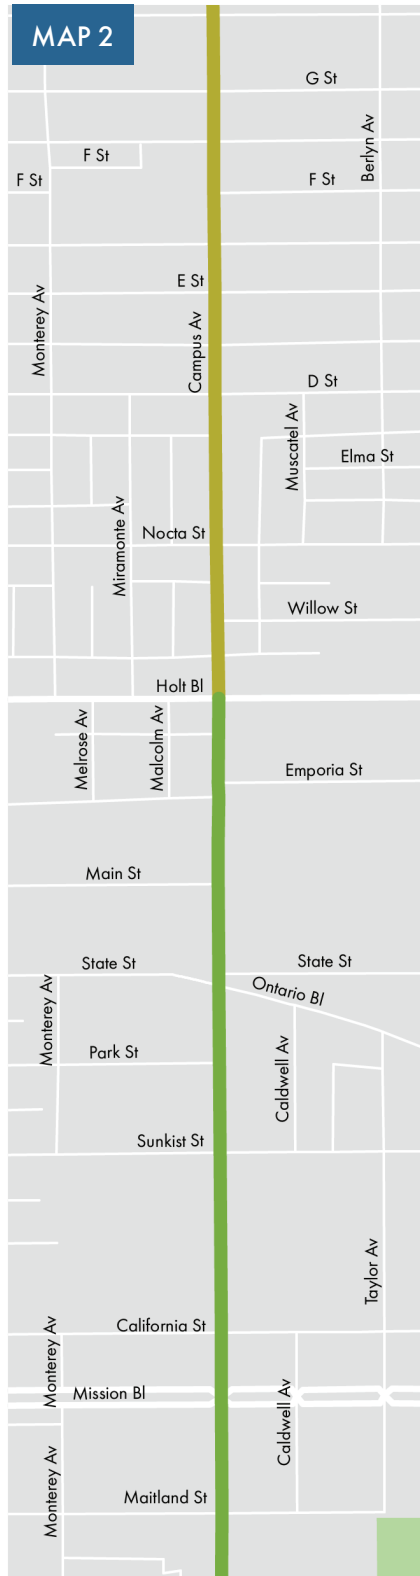 MAP 2
G St
Berlyn Av
F St
F St
F St
E St
Monterey Av
Campus Av
D St
Muscatel Av
Elma St
Miramonte Av
Nocta St
Willow St
Holt Bl
Melrose Av
Malcolm Av
Emporia St
Main St
State St
State St
Ontario Bl
Monterey Av
Park St
Caldwell Av
Sunkist St
Taylor Av
California St
Monterey Av
Mission Bl
Caldwell Av
Monterey Av
Maitland St